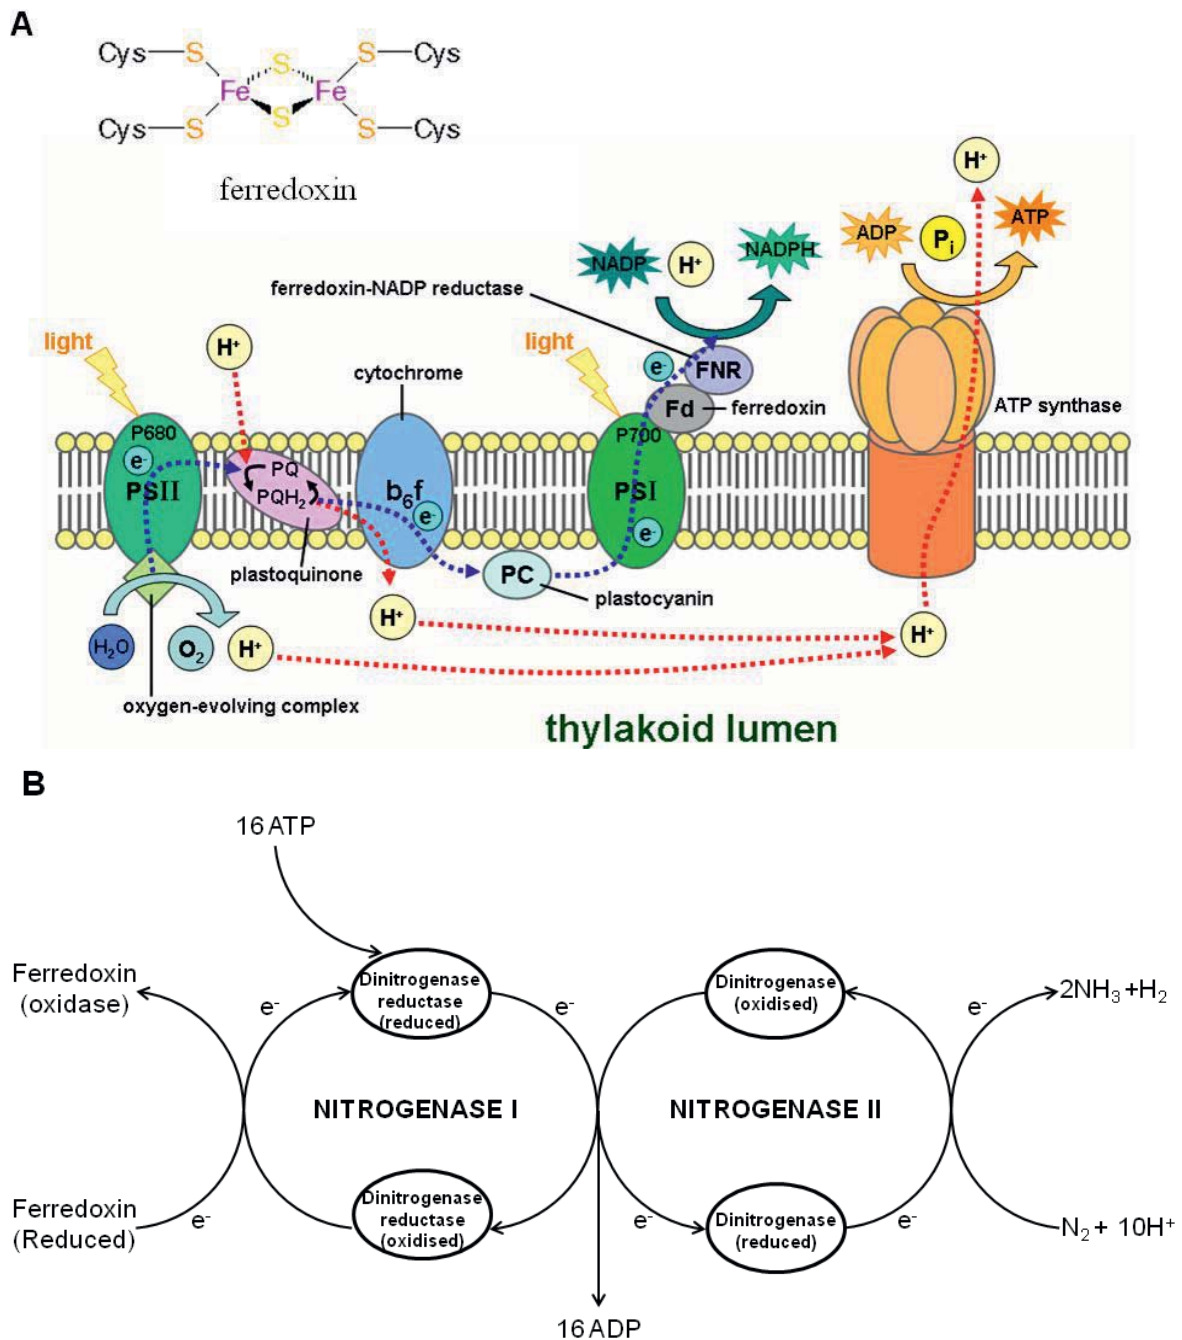 A
Cys S S S Cys
Fe Fe
Cys S S S Cys
ferredoxin
H⁺
ADP Pᵢ ATP
NADP H⁺ NADPH
ferredoxin-NADP reductase
light
H⁺
light
cytochrome
e⁻ FNR
Fd ferredoxin
ATP synthase
P680
e⁻
PSII
PQ
PQH₂
b₆f
e⁻
P700
PSI
e⁻
plastoquinone
PC
plastocyanin
H⁺
H⁺
H₂O O₂ H⁺
oxygen-evolving complex
thylakoid lumen
B
16 ATP
Ferredoxin
(oxidase)
e⁻
Dinitrogenase
reductase
(reduced)
e⁻
Dinitrogenase
(oxidised)
e⁻
2NH₃+H₂
NITROGENASE I
NITROGENASE II
Ferredoxin
(Reduced)
e⁻
Dinitrogenase
reductase
(oxidised)
e⁻
Dinitrogenase
(reduced)
e⁻
N₂+ 10H⁺
16 ADP